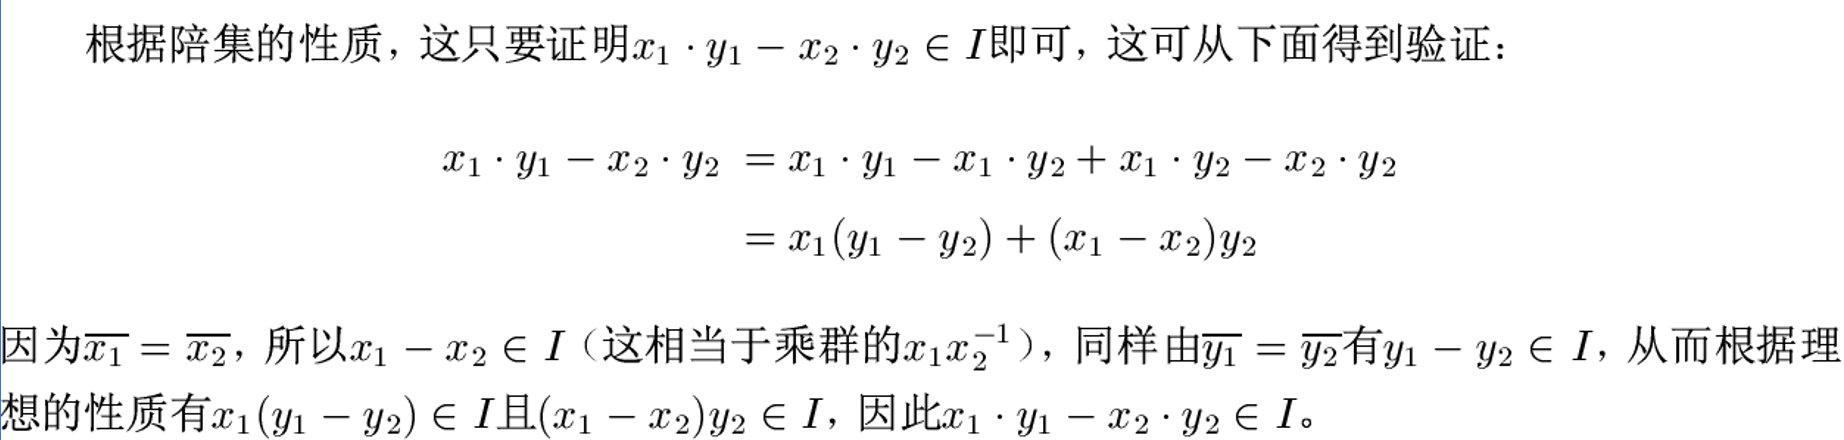 根据陪集的性质，这只要证明$x_1 \cdot y_1 - x_2 \cdot y_2 \in I$即可，这可从下面得到验证：
$x_1 \cdot y_1 - x_2 \cdot y_2 = x_1 \cdot y_1 - x_1 \cdot y_2 + x_1 \cdot y_2 - x_2 \cdot y_2$
$= x_1(y_1 - y_2) + (x_1 - x_2)y_2$
因为$\overline{x_1} = \overline{x_2}$，所以$x_1 - x_2 \in I$（这相当于乘群的$x_1x_2^{-1}$），同样由$\overline{y_1} = \overline{y_2}$有$y_1 - y_2 \in I$，从而根据理
想的性质有$x_1(y_1 - y_2) \in I$且$(x_1 - x_2)y_2 \in I$，因此$x_1 \cdot y_1 - x_2 \cdot y_2 \in I$。